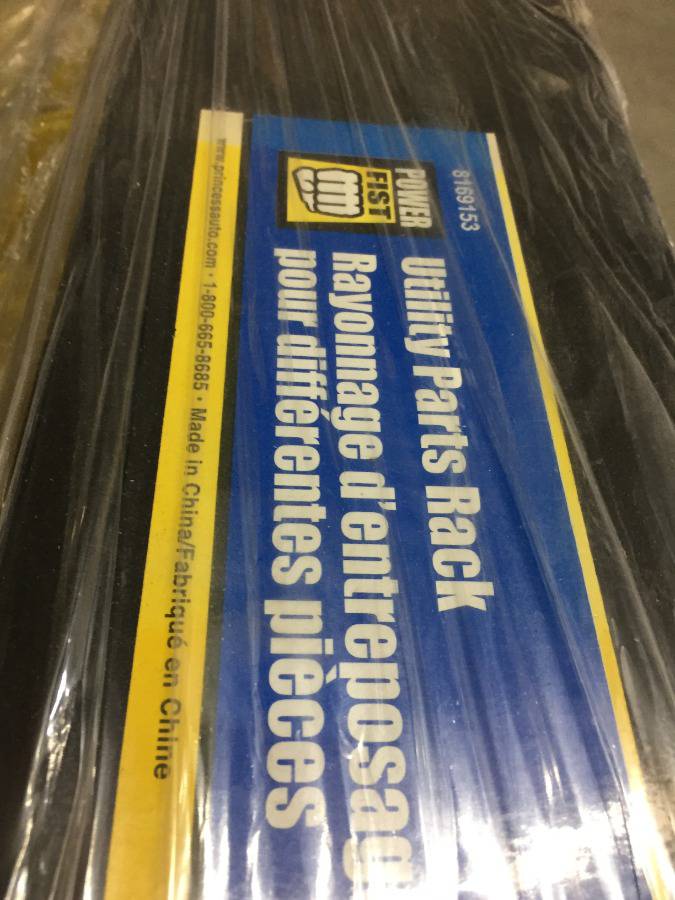 8169153
POWER
FIST
Utility Parts Rack
Rayonnage d'entreposag
pour différentes pièces
www.princessauto.com • 1-800-665-8685 • Made in China/Fabriqué en Chine